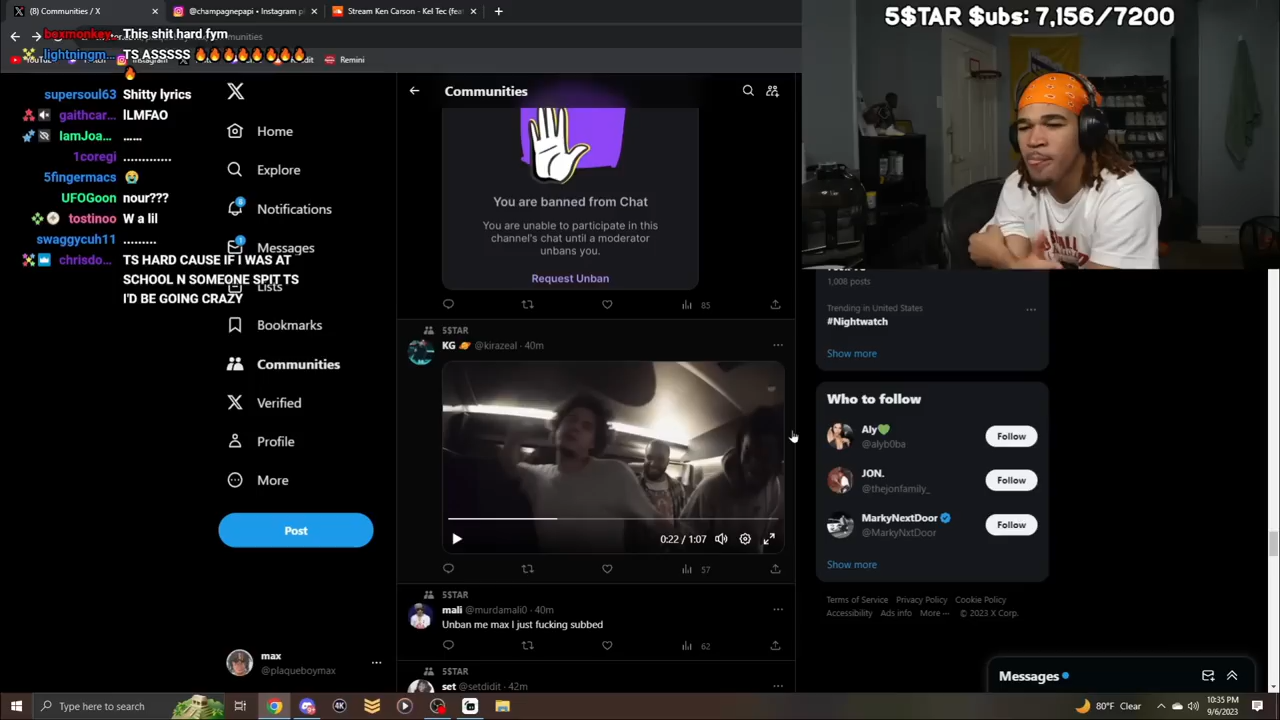 Communities / X
@champagnepapi • Instagram p
Stream Ken Carson - Kel Tec (fea
5$TAR $ubs: 7,156/7200
boxmonkey This shit hard fym
lightningm... TS ASSSSS 🔥🔥🔥🔥🔥🔥🔥🔥🔥
🔥
Remini
supersoul63 Shitty lyrics
gaithcar... lLMFAO
IamJoa... ......
1coregi .............
5fingermacs 😭
UFOGoon nour???
tostinoo W a lil
swaggycuh11 .........
chrisdo... TS HARD CAUSE IF I WAS AT
SCHOOL N SOMEONE SPIT TS
I'D BE GOING CRAZY
Home
Explore
Notifications
Messages
Lists
Bookmarks
Communities
Verified
Profile
More
Post
max
@plaqueboymax
Communities
You are banned from Chat
You are unable to participate in this
channel's chat until a moderator
unbans you.
Request Unban
85
5$TAR
KG 🪐 @kirazeal · 40m
0:22 / 1:07
57
5$TAR
mali @murdamali0 · 40m
Unban me max I just fucking subbed
62
5$TAR
set @setdidit · 42m
1,008 posts
Trending in United States
#Nightwatch
Show more
Who to follow
Aly💚
@alyb0ba
Follow
JON.
@thejonfamily_
Follow
MarkyNextDoor
@MarkyNxtDoor
Follow
Show more
Terms of Service Privacy Policy Cookie Policy
Accessibility Ads info More ··· © 2023 X Corp.
Messages
Type here to search
4K
80°F Clear
10:35 PM
9/6/2023